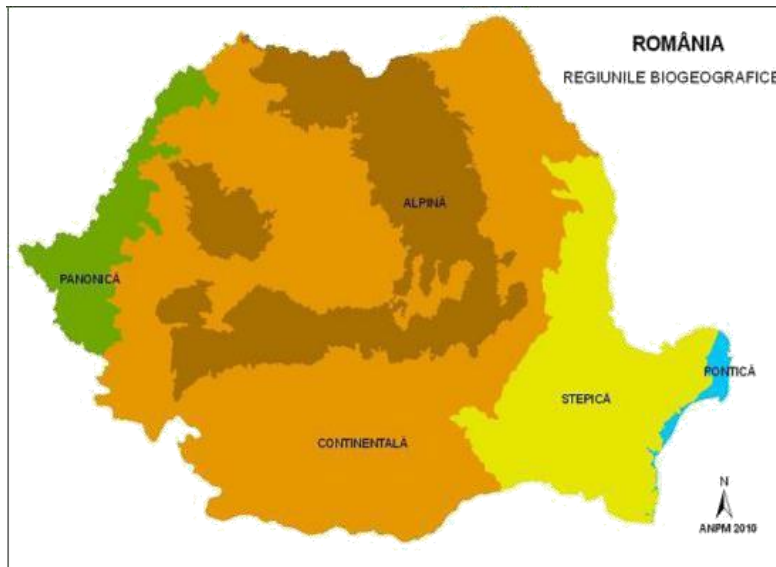 ROMÂNIA
REGIUNILE BIOGEOGRAFICE
ALPINĂ
PANONICĂ
PONTICĂ
STEPICĂ
CONTINENTALĂ
N
ANPM 2010